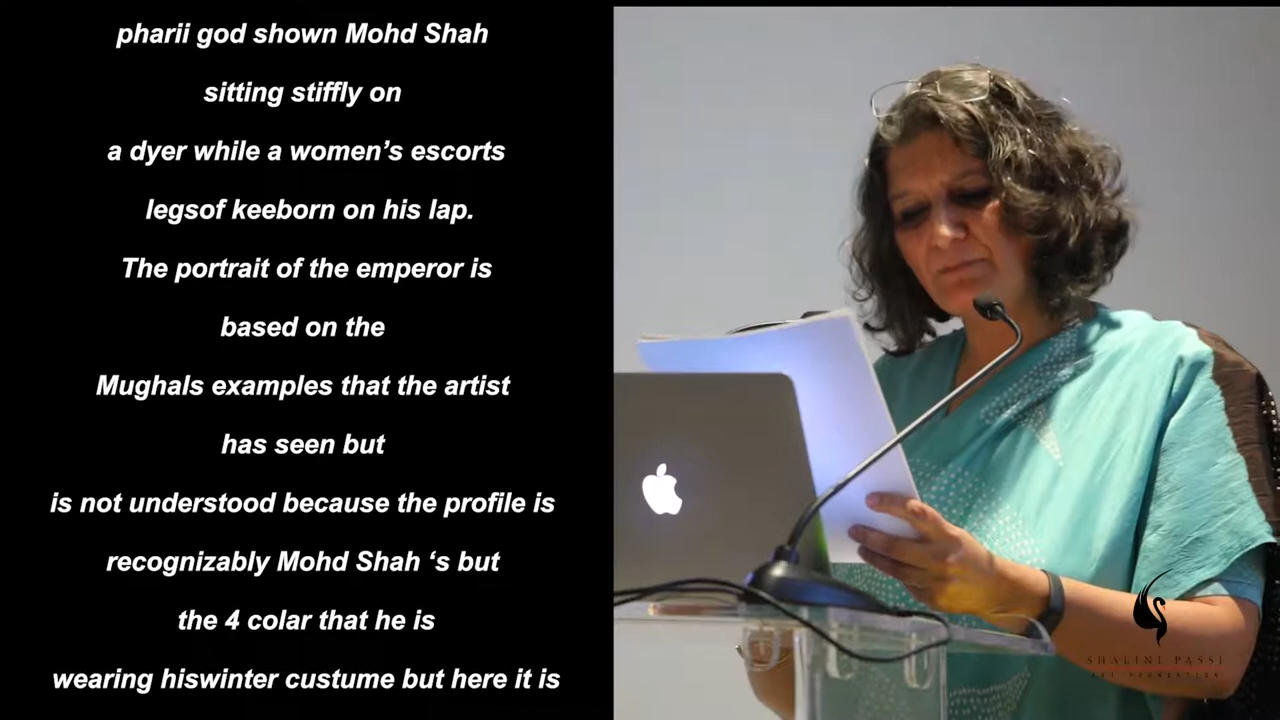 pharii god shown Mohd Shah
sitting stiffly on
a dyer while a women’s escorts
legsof keeborn on his lap.
The portrait of the emperor is
based on the
Mughals examples that the artist
has seen but
is not understood because the profile is
recognizably Mohd Shah ‘s but
the 4 colar that he is
wearing hiswinter custume but here it is
SHALINI PASSI
ART FOUNDATION